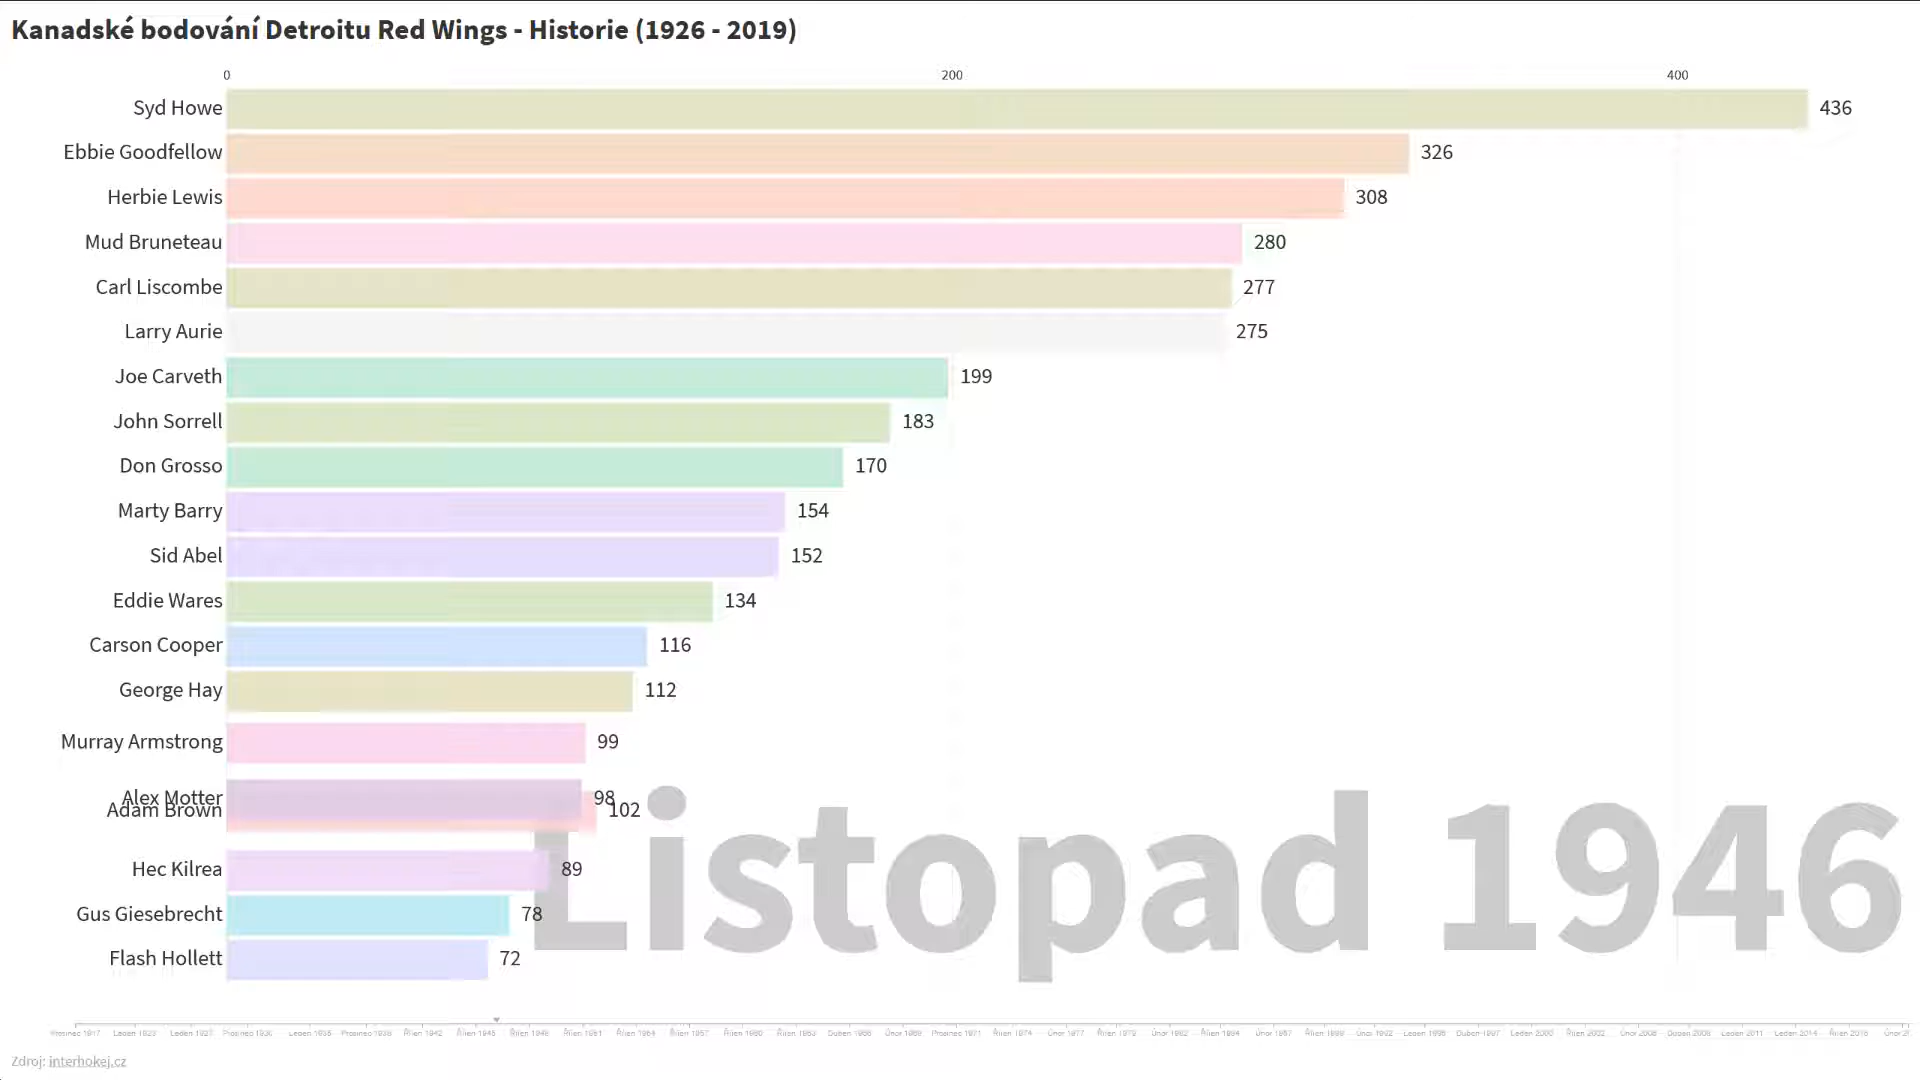 Kanadské bodování Detroitu Red Wings - Historie (1926 - 2019)
0 200 400
Syd Howe 436
Ebbie Goodfellow 326
Herbie Lewis 308
Mud Bruneteau 280
Carl Liscombe 277
Larry Aurie 275
Joe Carveth 199
John Sorrell 183
Don Grosso 170
Marty Barry 154
Sid Abel 152
Eddie Wares 134
Carson Cooper 116
George Hay 112
Murray Armstrong 99
Alex Motter 98
Adam Brown 102
Hec Kilrea 89
Gus Giesebrecht 78
Flash Hollett 72
Listopad 1946
Zdroj: interhokej.cz